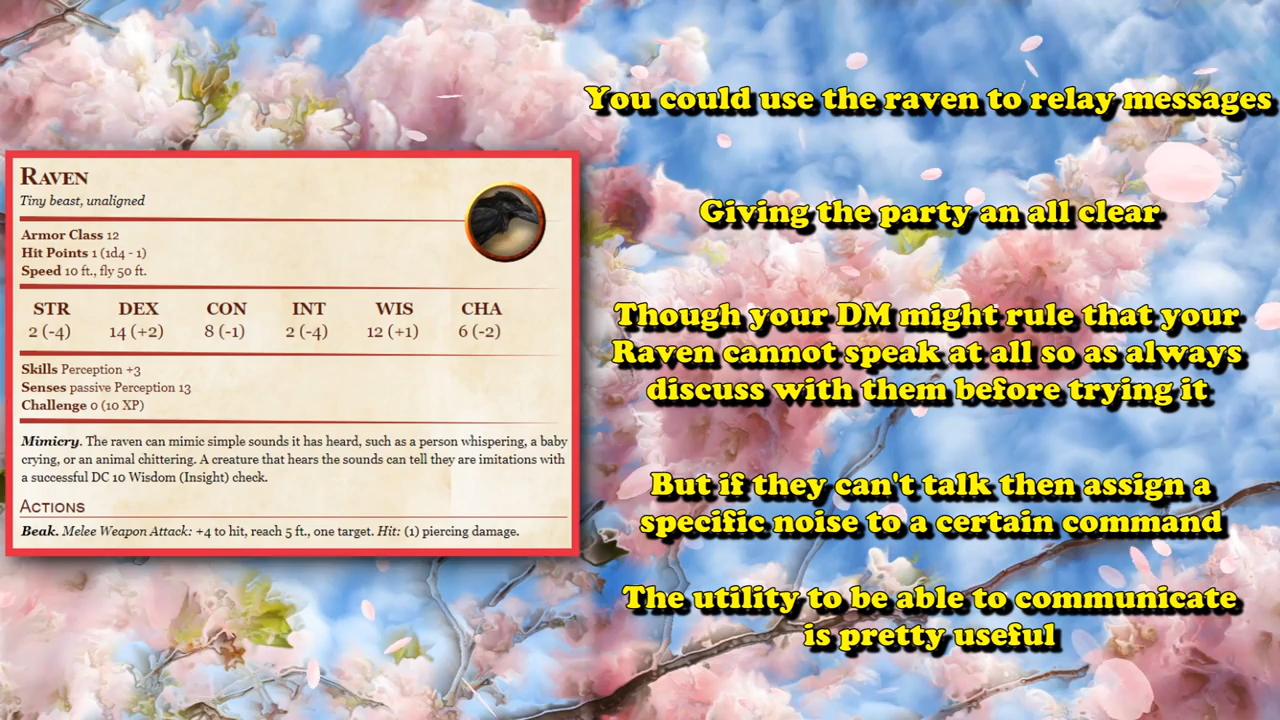 RAVEN
Tiny beast, unaligned
Armor Class 12
Hit Points 1 (1d4 - 1)
Speed 10 ft., fly 50 ft.
STR DEX CON INT WIS CHA
2 (-4) 14 (+2) 8 (-1) 2 (-4) 12 (+1) 6 (-2)
Skills Perception +3
Senses passive Perception 13
Challenge 0 (10 XP)
Mimicry. The raven can mimic simple sounds it has heard, such as a person whispering, a baby
crying, or an animal chittering. A creature that hears the sounds can tell they are imitations with
a successful DC 10 Wisdom (Insight) check.
ACTIONS
Beak. Melee Weapon Attack: +4 to hit, reach 5 ft., one target. Hit: (1) piercing damage.
You could use the raven to relay messages
Giving the party an all clear
Though your DM might rule that your
Raven cannot speak at all so as always
discuss with them before trying it
But if they can't talk then assign a
specific noise to a certain command
The utility to be able to communicate
is pretty useful